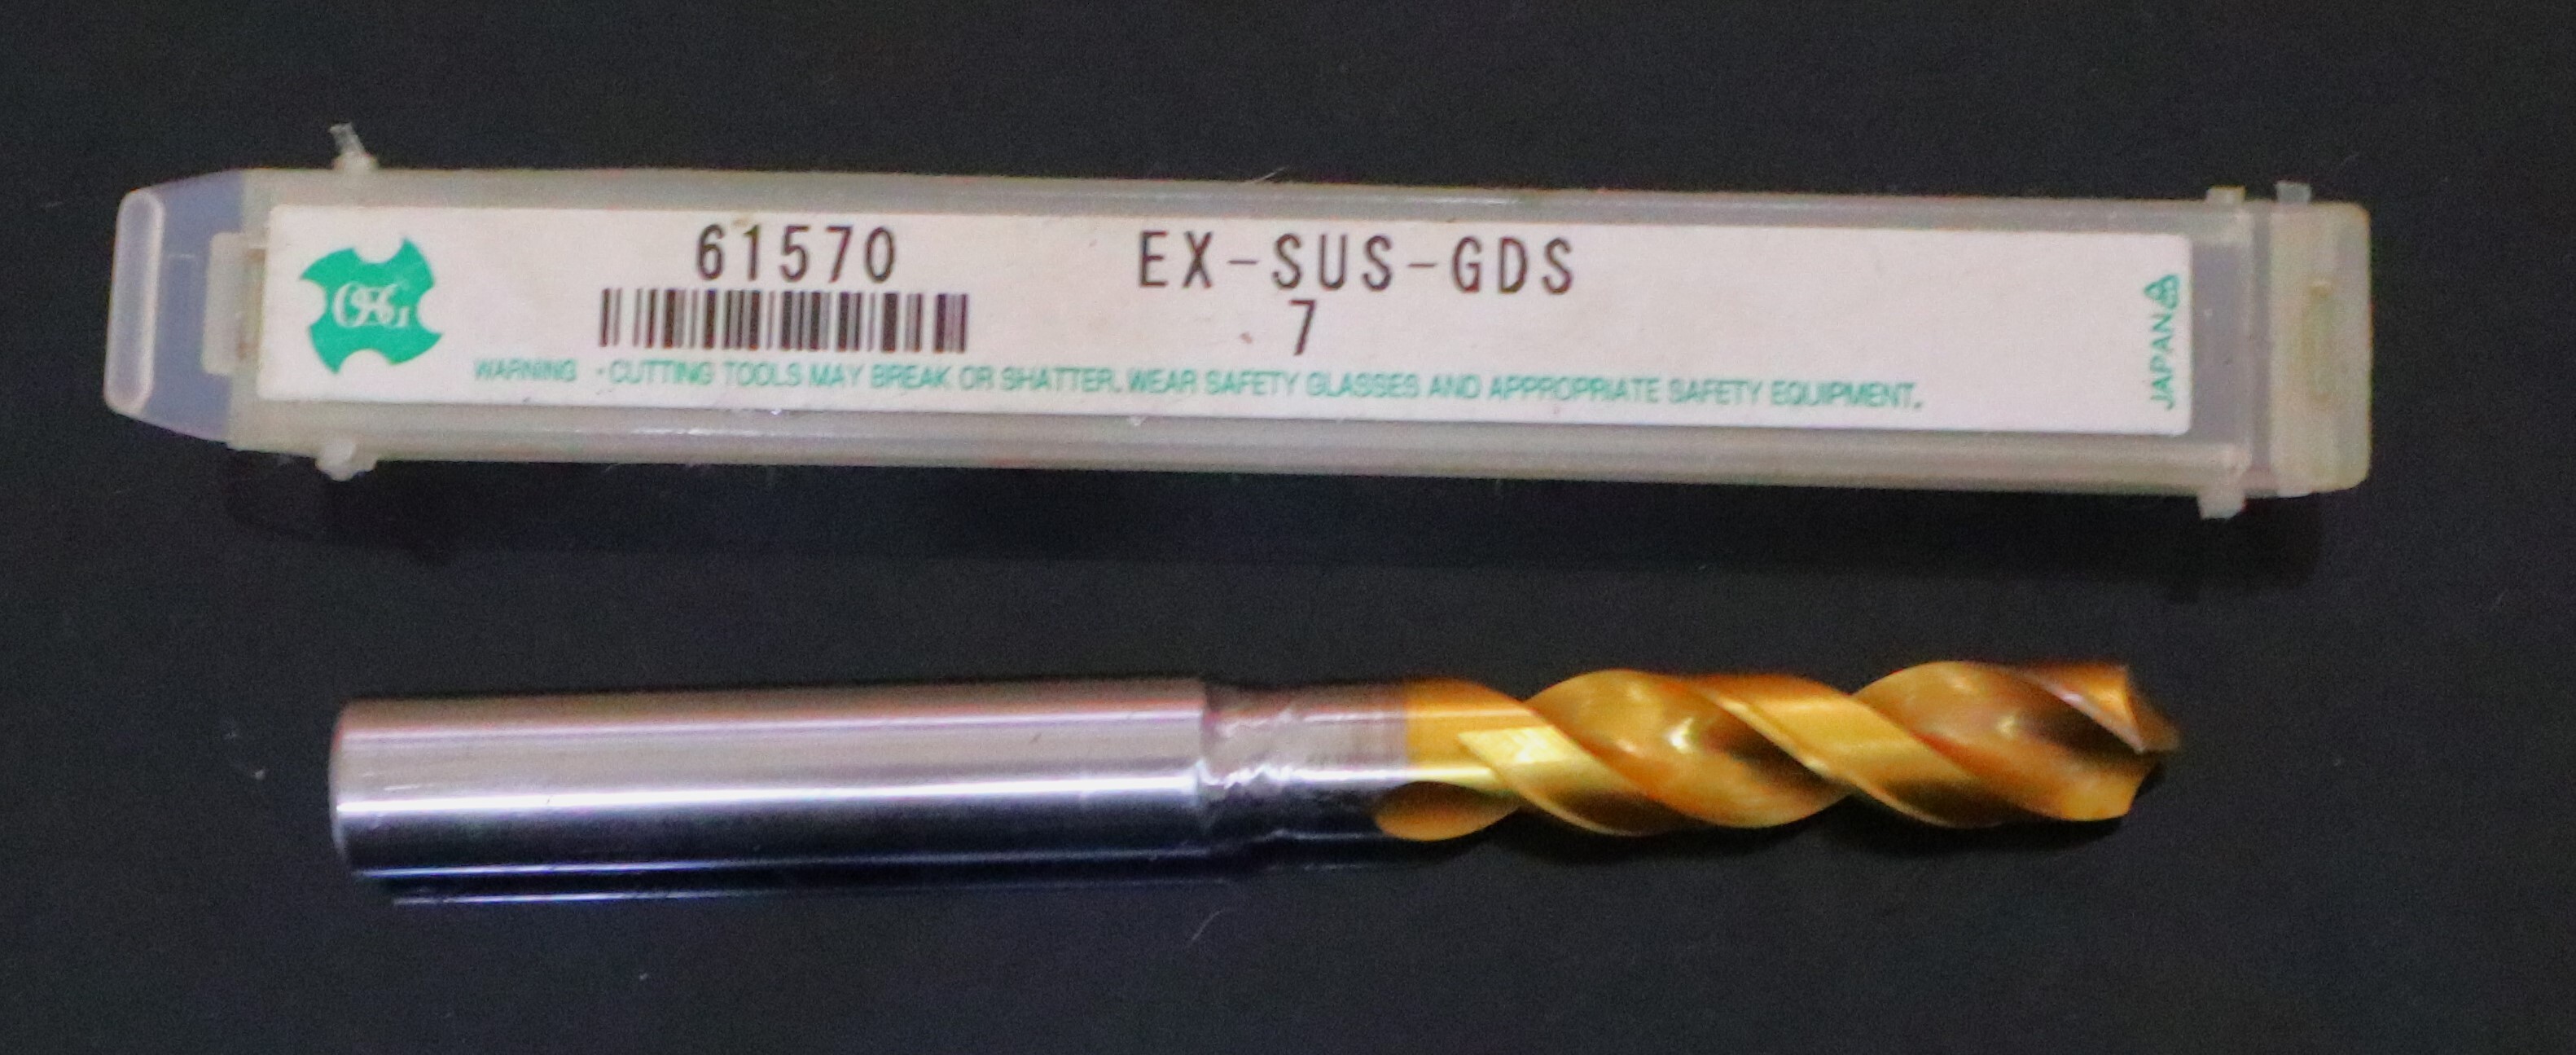 OSG
61570
EX-SUS-GDS
7
WARNING ・CUTTING TOOLS MAY BREAK OR SHATTER. WEAR SAFETY GLASSES AND APPROPRIATE SAFETY EQUIPMENT.
JAPAN